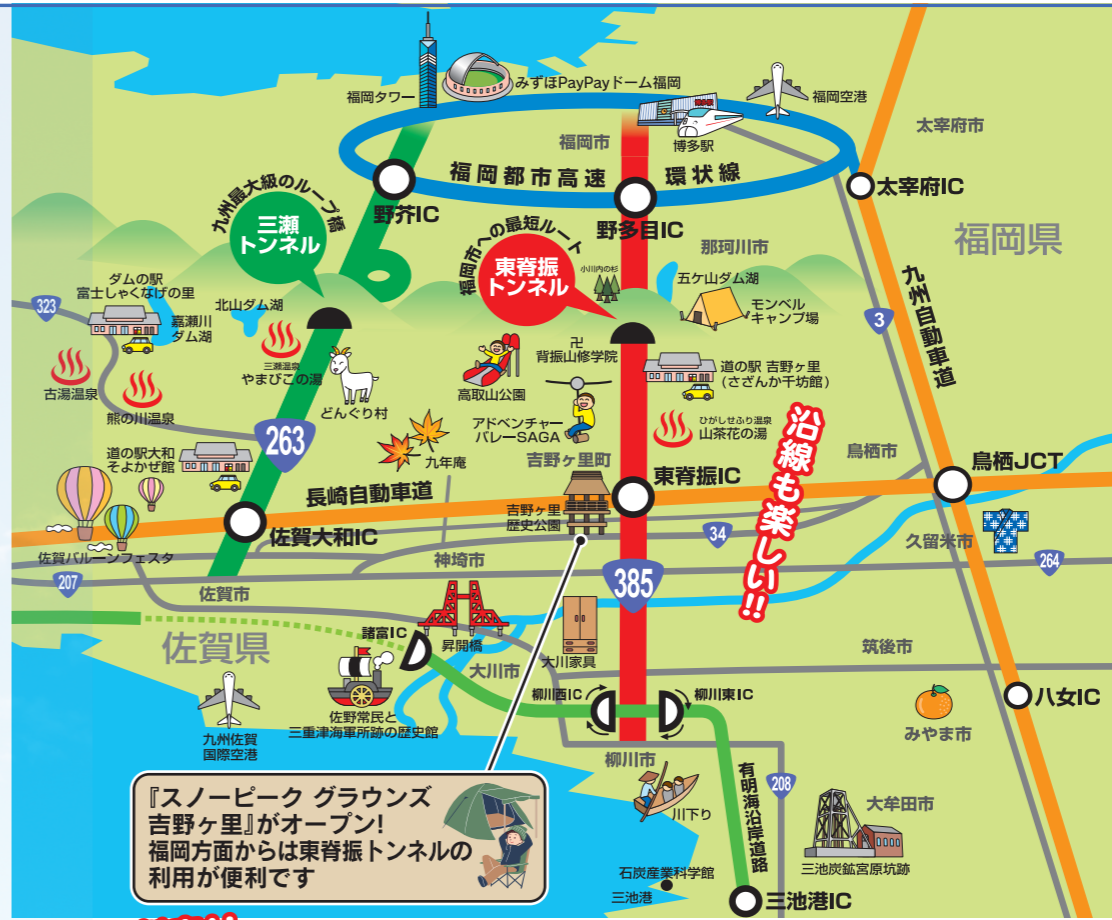 福岡タワー
みずほPayPayドーム福岡
福岡空港
博多駅
博多駅
福岡市
太宰府市
福岡都市高速 環状線
太宰府IC
野芥IC
野多目IC
福岡県
九州最大級のループ橋
三瀬
トンネル
福岡市への最短ルート
東脊振
トンネル
小川内の杉
那珂川市
五ケ山ダム湖
モンベル
キャンプ場
九州自動車道
3
ダムの駅
富士しゃくなげの里
323
嘉瀬川
ダム湖
北山ダム湖
三瀬温泉
やまびこの湯
どんぐり村
古湯温泉
熊の川温泉
高取山公園
卍
背振山修学院
道の駅 吉野ヶ里
(さざんか千坊館)
アドベンチャー
バレーSAGA
ひがしせふり温泉
山茶花の湯
沿線も楽しい!!
263
道の駅大和
そよかぜ館
九年庵
吉野ヶ里町
鳥栖市
鳥栖JCT
東脊振IC
長崎自動車道
佐賀大和IC
吉野ヶ里
歴史公園
佐賀バルーンフェスタ
神埼市
34
久留米市
264
207
佐賀市
385
佐賀県
諸富IC
昇開橋
大川市
大川家具
筑後市
柳川西IC
柳川東IC
八女IC
九州佐賀
国際空港
佐野常民と
三重津海軍所跡の歴史館
みやま市
柳川市
川下り
有明海沿岸道路
208
大牟田市
三池炭鉱宮原坑跡
『スノーピーク グラウンズ
吉野ヶ里』がオープン!
福岡方面からは東脊振トンネルの
利用が便利です
石炭産業科学館
三池港
三池港IC